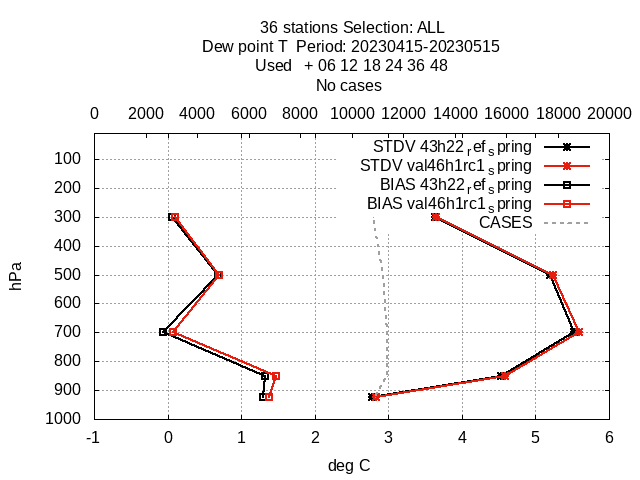 36 stations Selection: ALL
Dew point T  Period: 20230415-20230515
Used   + 06 12 18 24 36 48
No cases
0 2000 4000 6000 8000 10000 12000 14000 16000 18000 20000
STDV 43h22_ref_spring
STDV val46h1rc1_spring
BIAS 43h22_ref_spring
BIAS val46h1rc1_spring
CASES
100
200
300
400
500
600
700
800
900
1000
hPa
-1 0 1 2 3 4 5 6
deg C